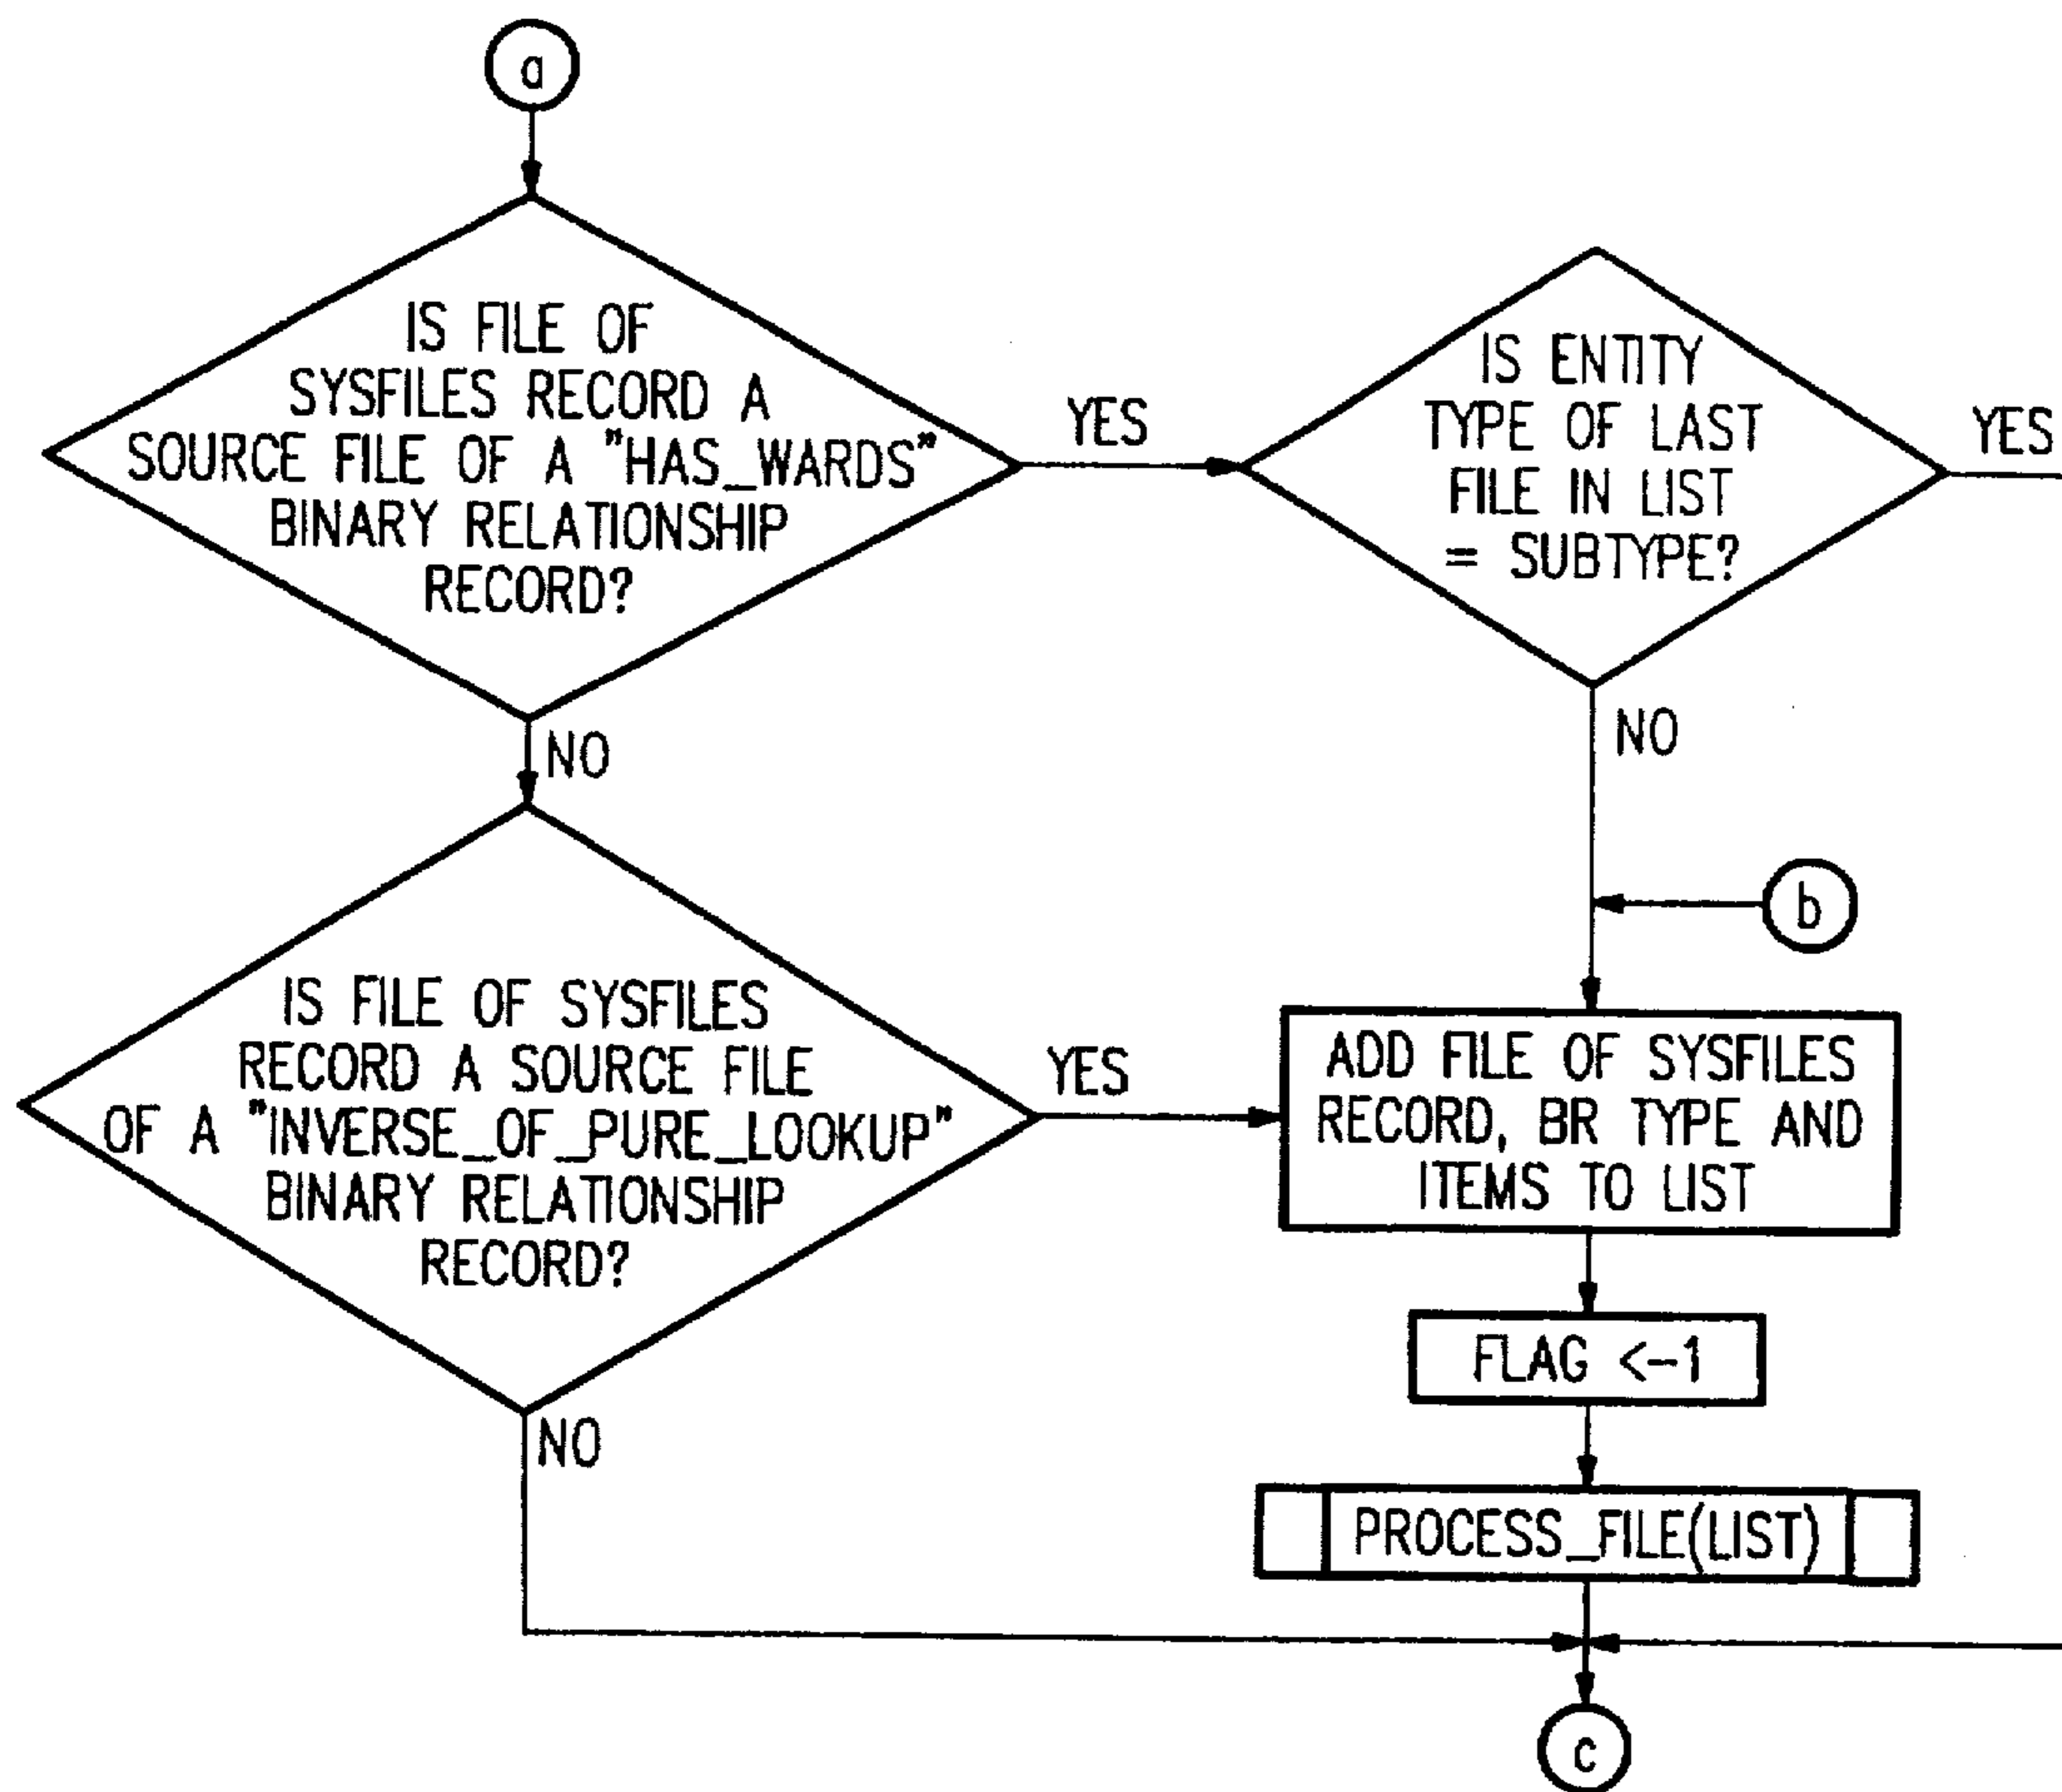 a
IS FILE OF
SYSFILES RECORD A
SOURCE FILE OF A "HAS_WARDS"
BINARY RELATIONSHIP
RECORD?
YES
NO
IS ENTITY
TYPE OF LAST
FILE IN LIST
= SUBTYPE?
YES
NO
b
IS FILE OF SYSFILES
RECORD A SOURCE FILE
OF A "INVERSE_OF_PURE_LOOKUP"
BINARY RELATIONSHIP
RECORD?
YES
NO
ADD FILE OF SYSFILES
RECORD, BR TYPE AND
ITEMS TO LIST
FLAG <-1
PROCESS_FILE(LIST)
c